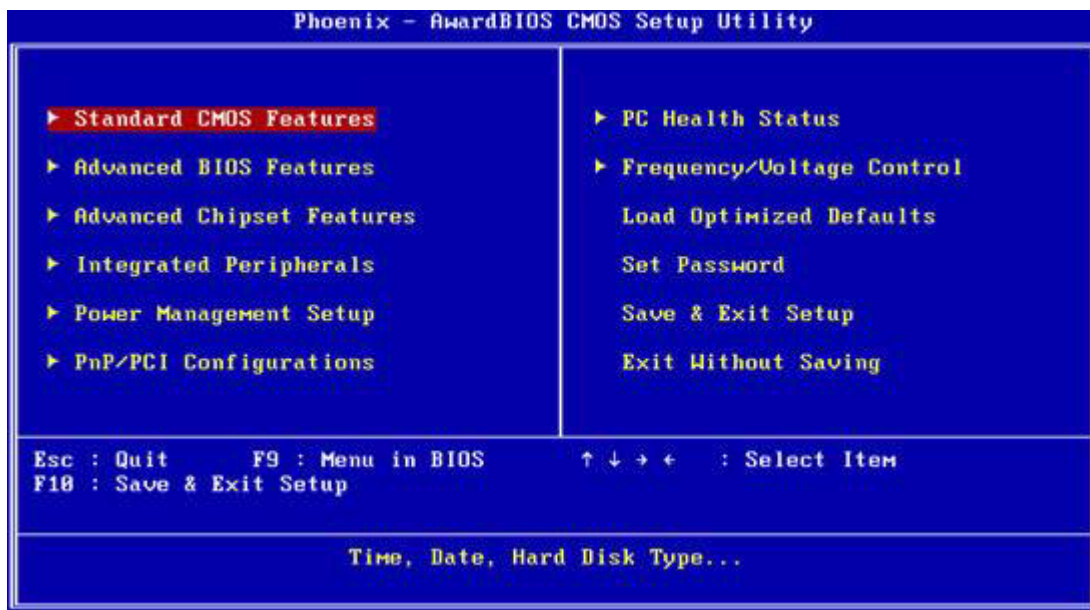 Phoenix - AwardBIOS CMOS Setup Utility
▶ Standard CMOS Features
▶ Advanced BIOS Features
▶ Advanced Chipset Features
▶ Integrated Peripherals
▶ Power Management Setup
▶ PnP/PCI Configurations
▶ PC Health Status
▶ Frequency/Voltage Control
Load Optimized Defaults
Set Password
Save & Exit Setup
Exit Without Saving
Esc : Quit F9 : Menu in BIOS ↑ ↓ → ← : Select Item
F10 : Save & Exit Setup
Time, Date, Hard Disk Type...